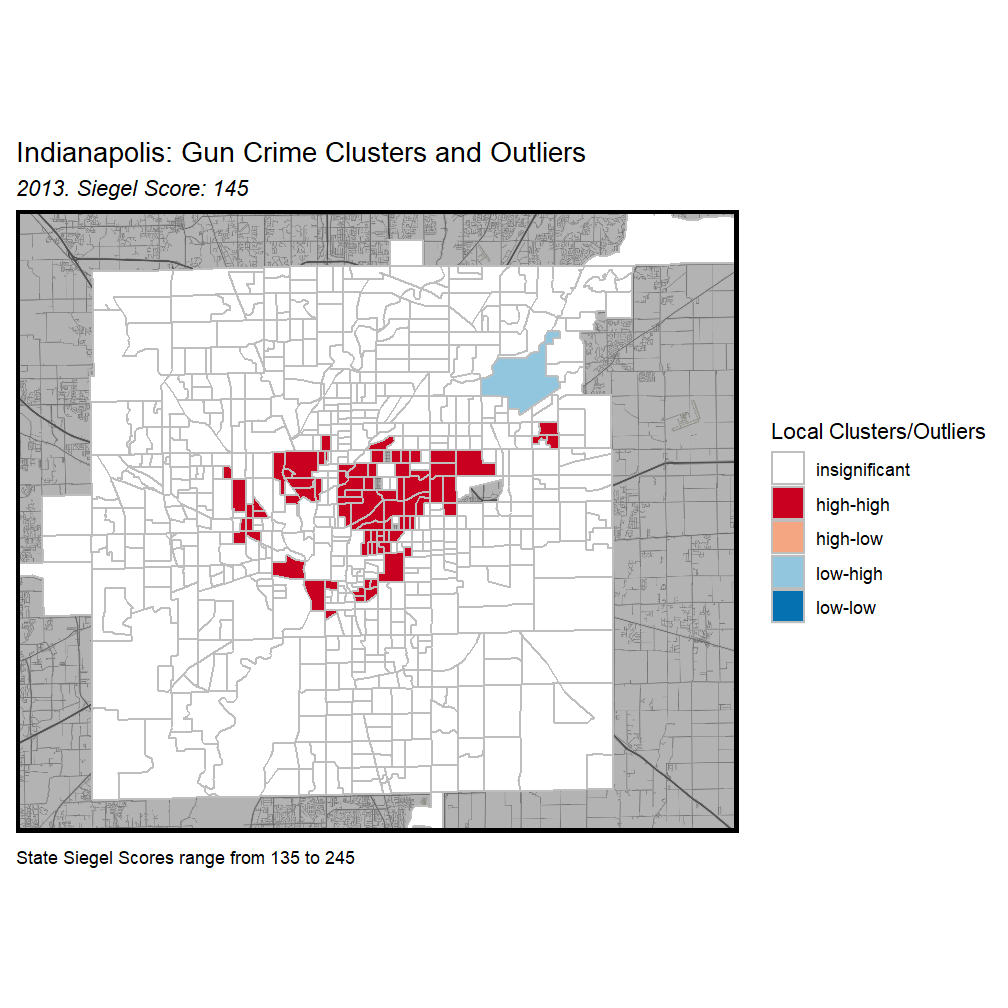 Indianapolis: Gun Crime Clusters and Outliers
2013. Siegel Score: 145
Local Clusters/Outliers
insignificant
high-high
high-low
low-high
low-low
State Siegel Scores range from 135 to 245